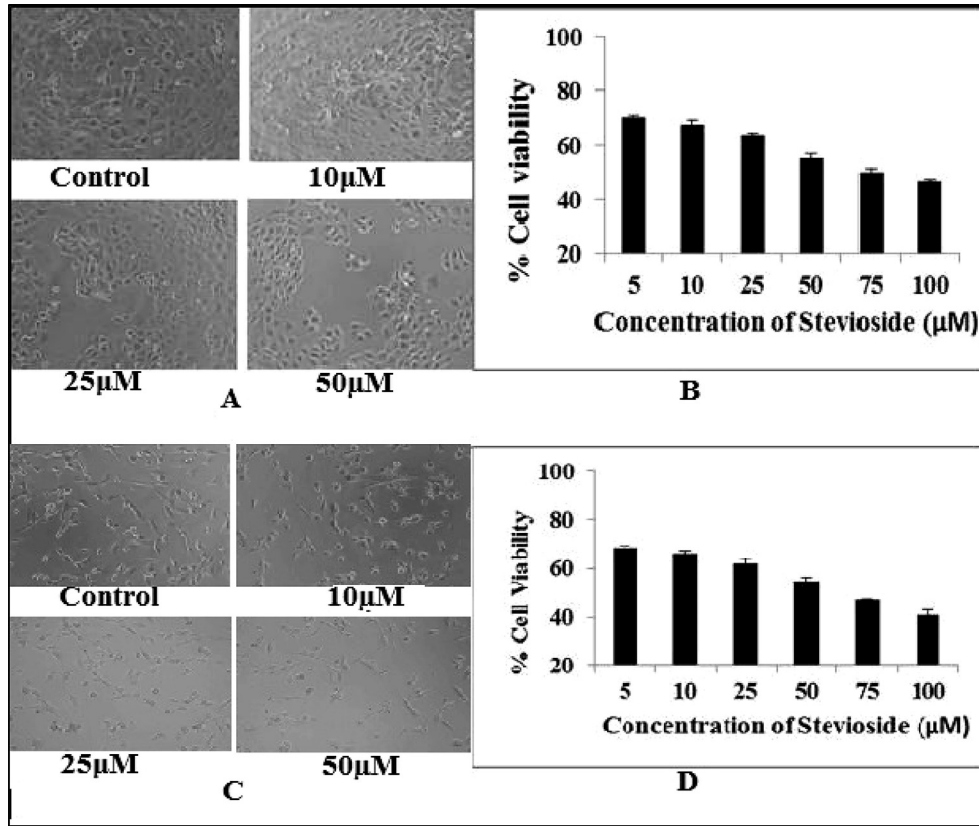 Control
10μM
25μM
50μM
A
100
80
60
40
20
% Cell viability
5 10 25 50 75 100
Concentration of Stevioside (μM)
B
Control
10μM
25μM
50μM
C
100
80
60
40
20
% Cell Viability
5 10 25 50 75 100
Concentration of Stevioside (μM)
D